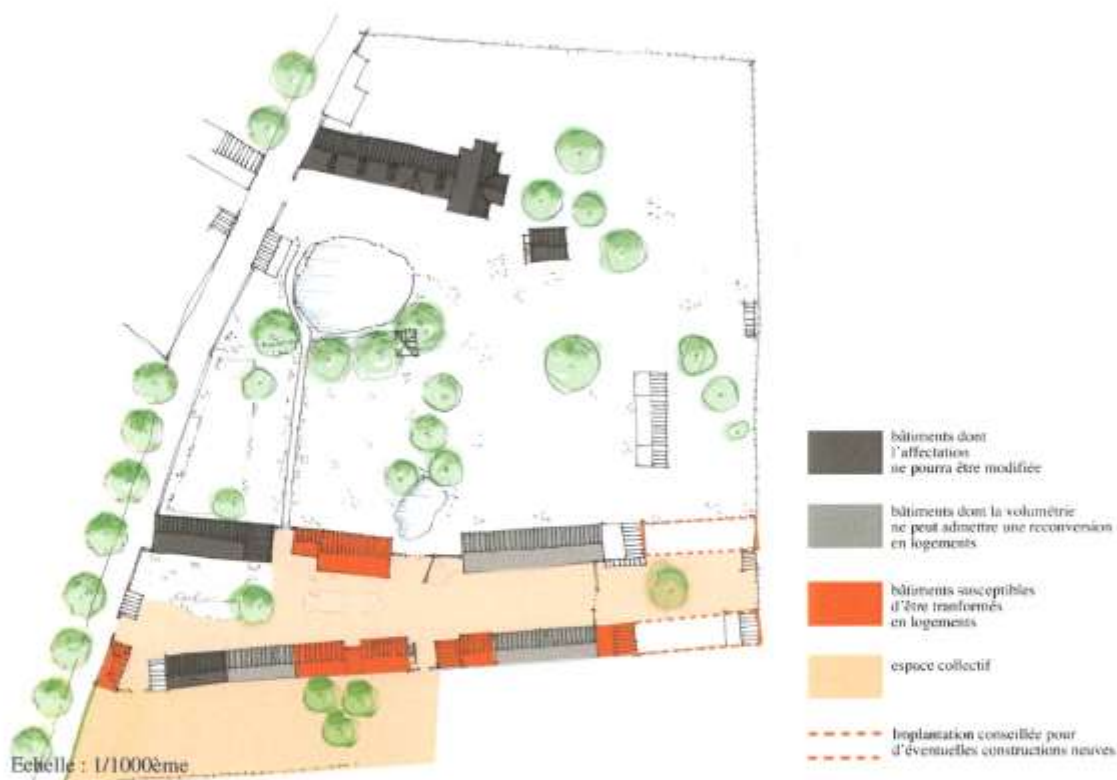 bâtiments dont
l'affectation
ne pourra être modifiée
bâtiments dont la volumétrie
ne peut admettre une reconversion
en logements
bâtiments susceptibles
d'être tranformés
en logements
espace collectif
Implantation conseillée pour
d'éventuelles constructions neuves
Echelle : 1/1000ème